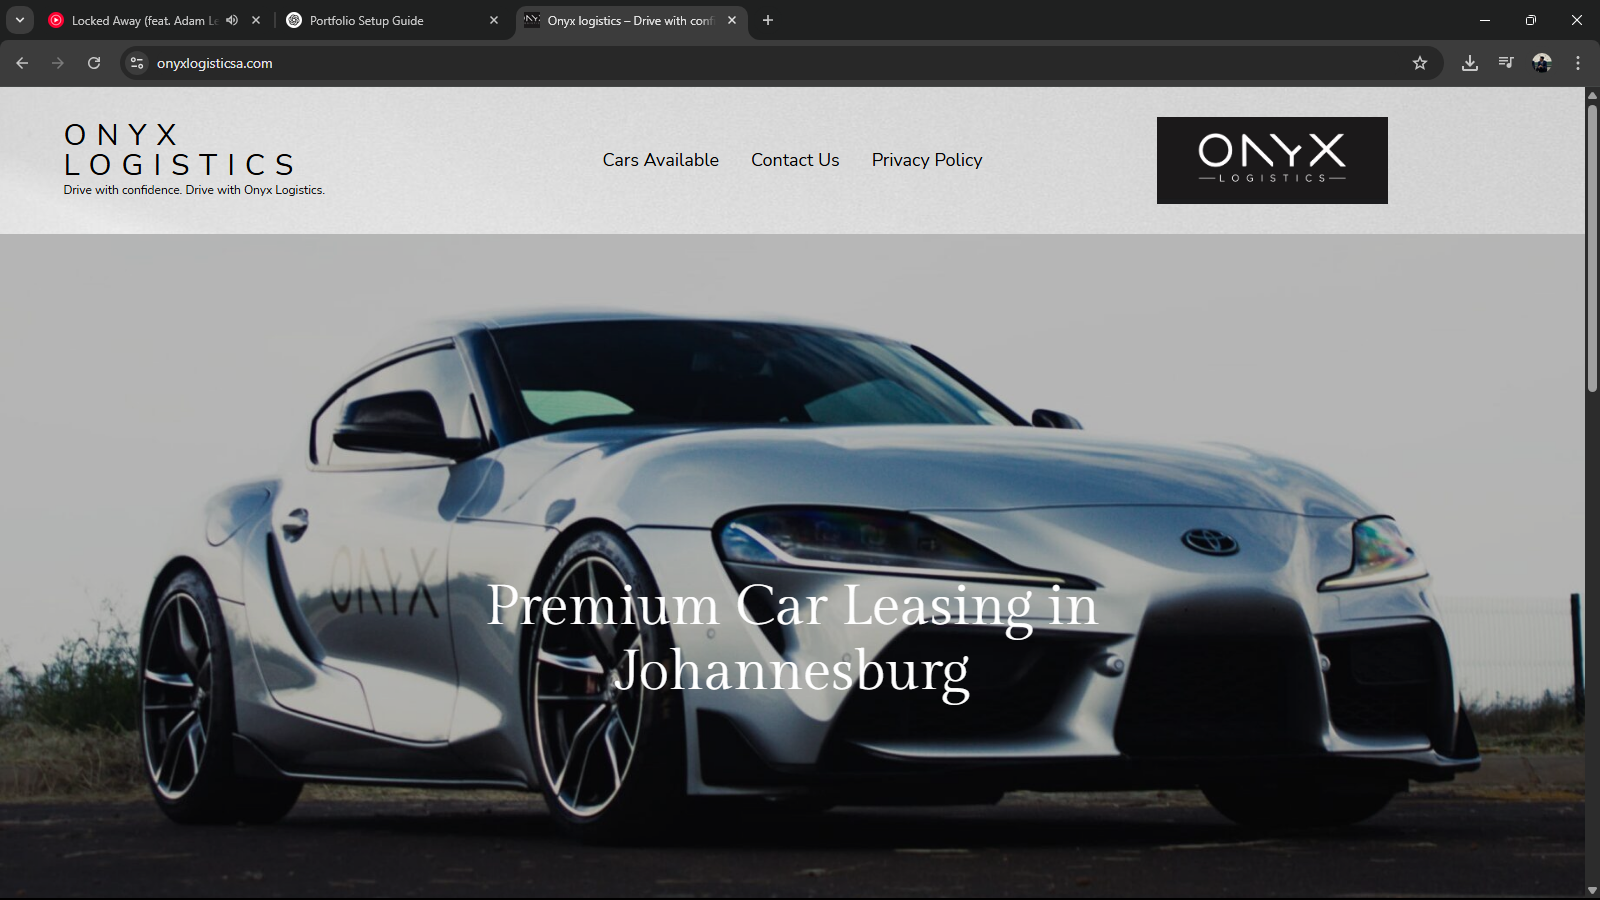 Locked Away (feat. Adam Le
Portfolio Setup Guide
Onyx logistics – Drive with conf
onyxlogisticsa.com
ONYX
LOGISTICS
Drive with confidence. Drive with Onyx Logistics.
Cars Available
Contact Us
Privacy Policy
ONYX
LOGISTICS
ONYX
Premium Car Leasing in
Johannesburg